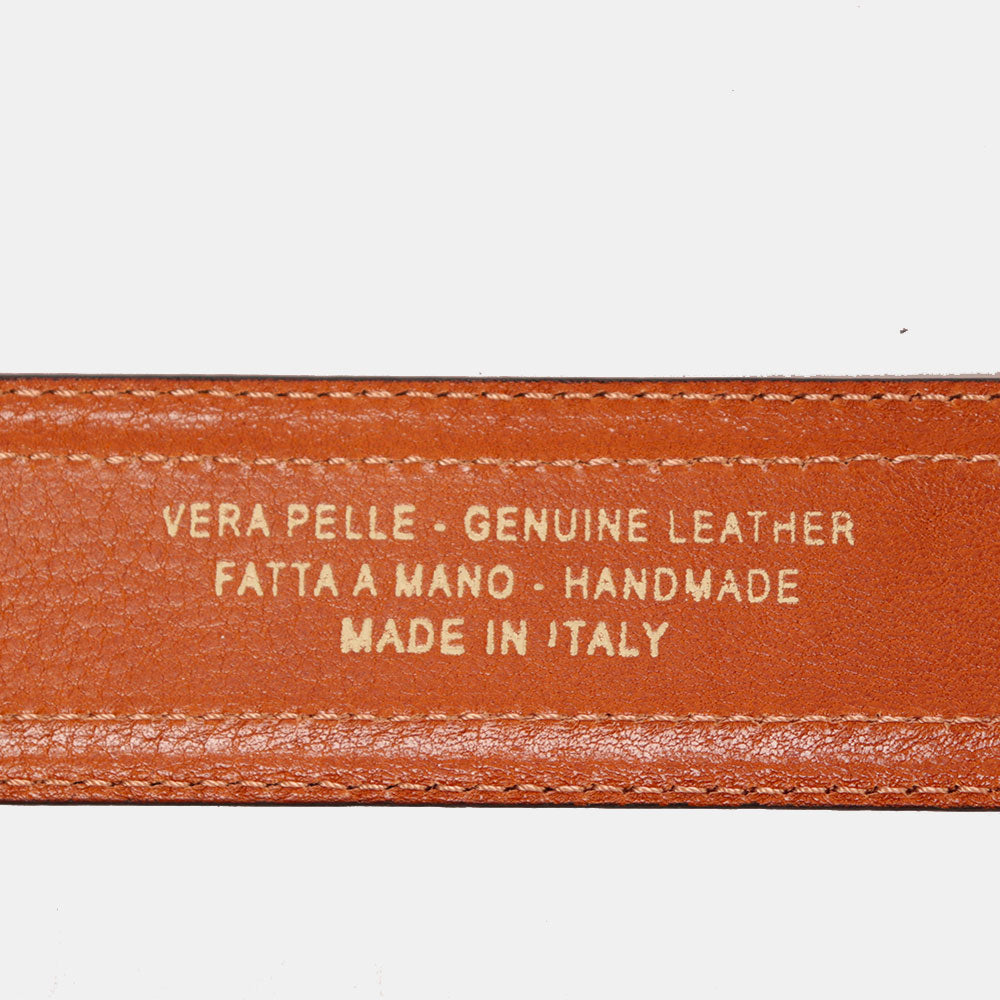 VERA PELLE - GENUINE LEATHER
FATTA A MANO - HANDMADE
MADE IN ITALY